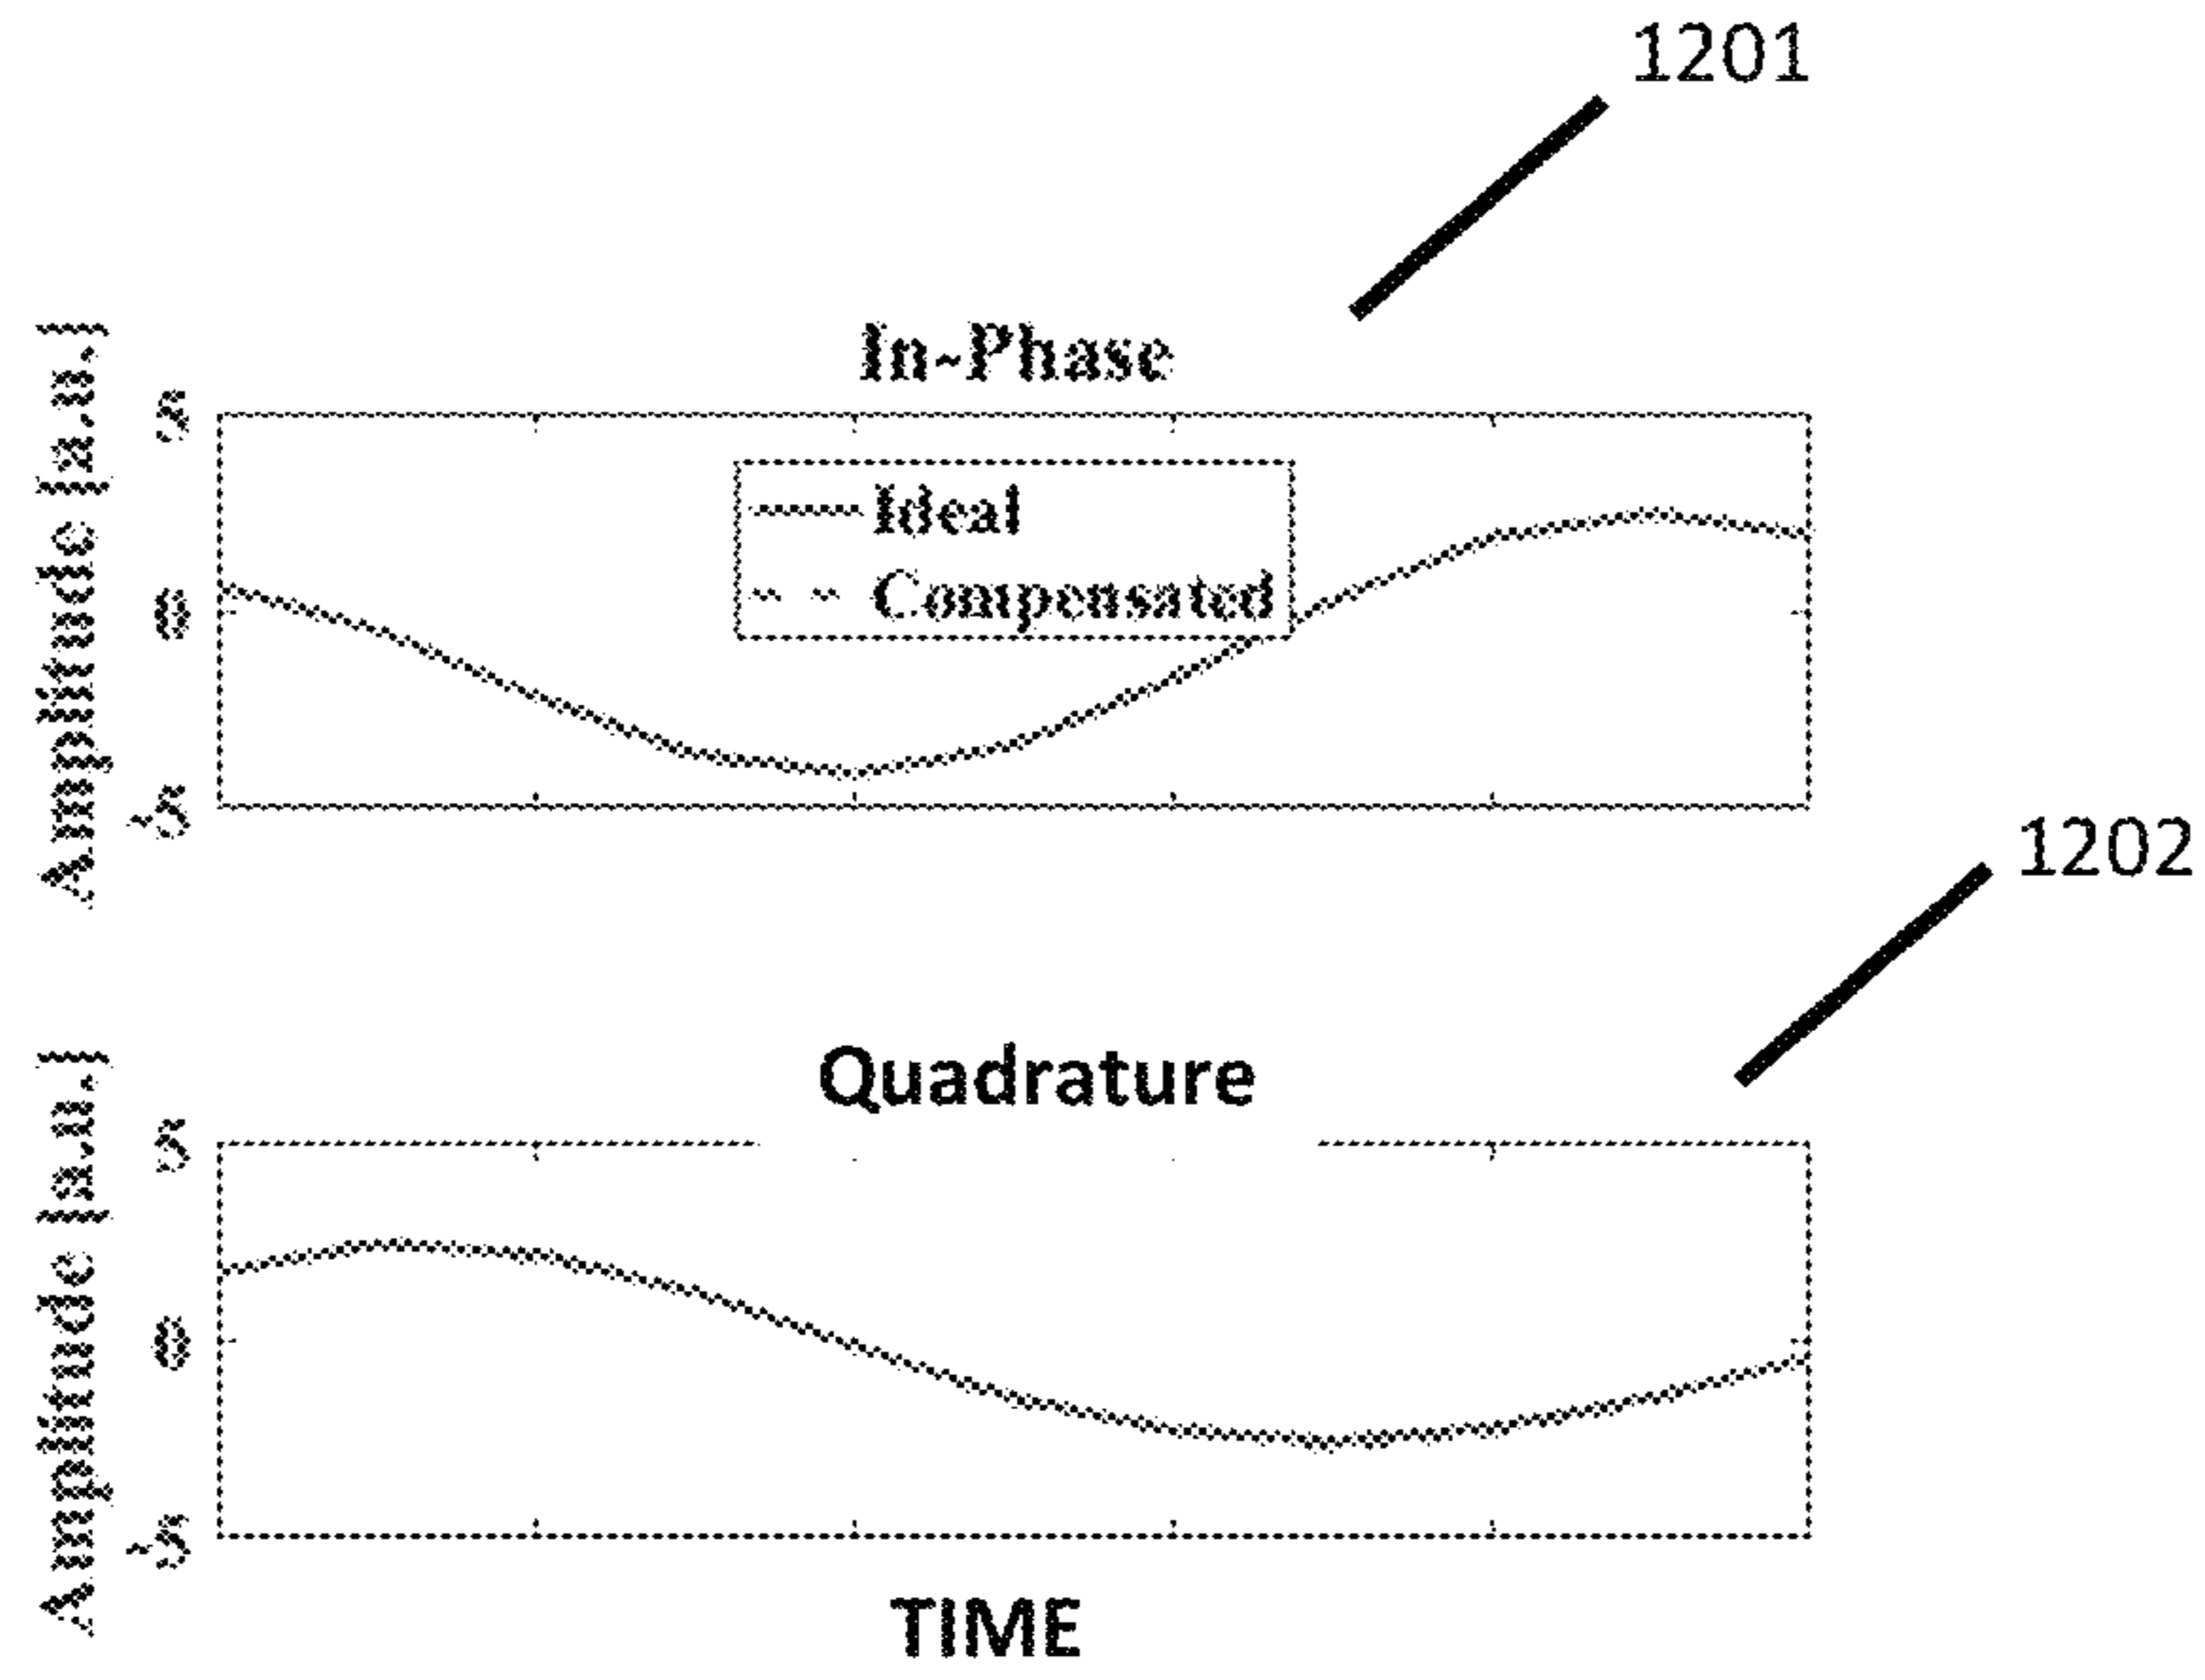 1201
In-Phase
Amplitude [a.u.]
5
0
-5
Ideal
Compensated
1202
Quadrature
Amplitude [a.u.]
5
0
-5
TIME